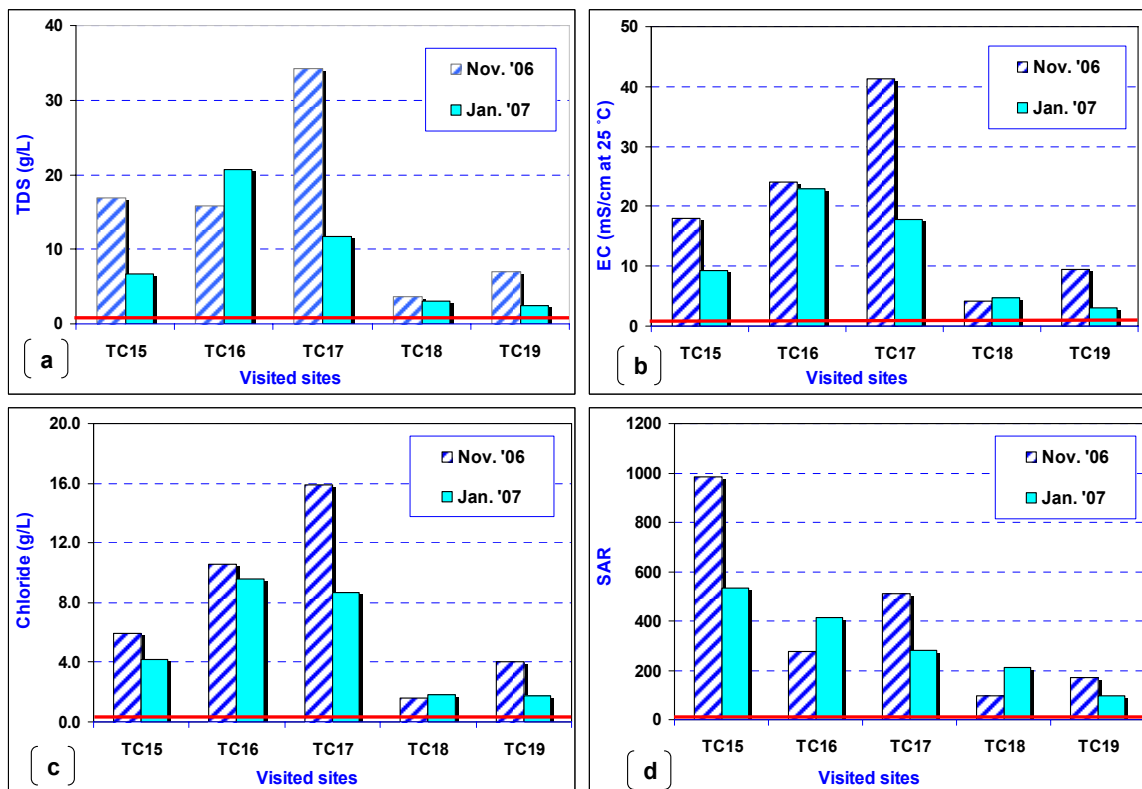 40
30
20
10
0
TDS (g/L)
Nov. '06
Jan. '07
TC15 TC16 TC17 TC18 TC19
Visited sites
a
50
40
30
20
10
0
EC (mS/cm at 25 ˚C)
Nov. '06
Jan. '07
TC15 TC16 TC17 TC18 TC19
Visited sites
b
20.0
16.0
12.0
8.0
4.0
0.0
Chloride (g/L)
Nov. '06
Jan. '07
TC15 TC16 TC17 TC18 TC19
Visited sites
c
1200
1000
800
600
400
200
0
SAR
Nov. '06
Jan. '07
TC15 TC16 TC17 TC18 TC19
Visited sites
d